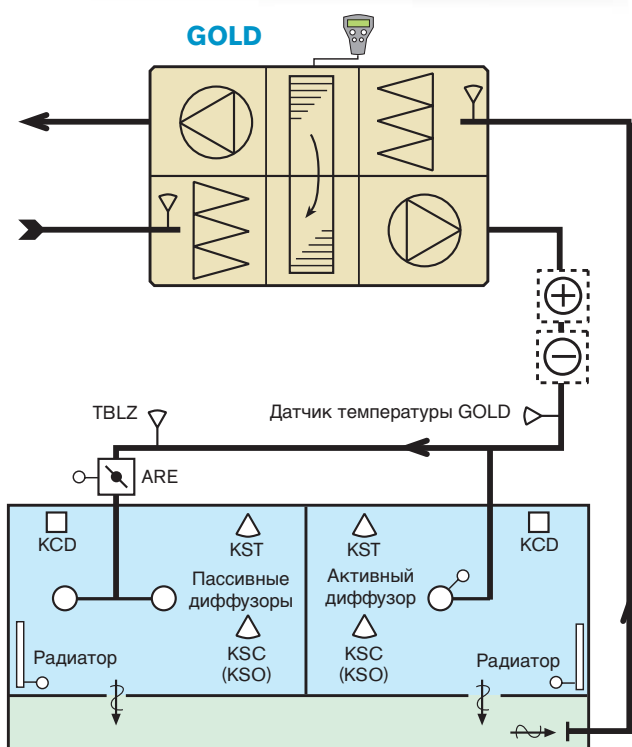 GOLD
TBLZ
Датчик температуры GOLD
ARE
KCD
KST
KST
KCD
Пассивные
диффузоры
Активный
диффузор
Радиатор
KSC
(KSO)
KSC
(KSO)
Радиатор